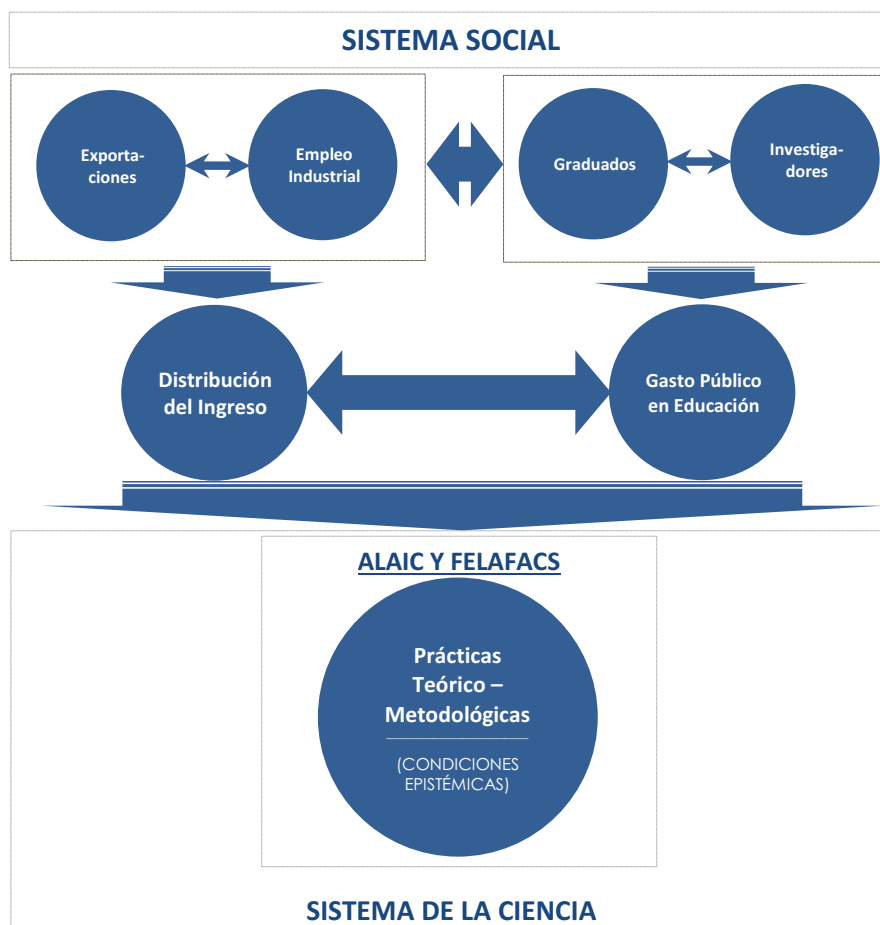 SISTEMA SOCIAL
Exporta-
ciones
Empleo
Industrial
Graduados
Investiga-
dores
Distribución
del Ingreso
Gasto Público
en Educación
ALAIC Y FELAFACS
Prácticas
Teórico –
Metodológicas
(CONDICIONES
EPISTÉMICAS)
SISTEMA DE LA CIENCIA